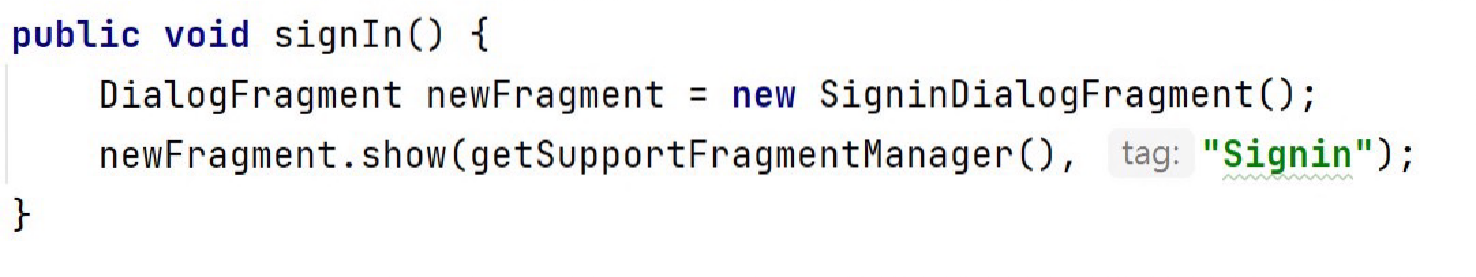 public void signIn() {
    DialogFragment newFragment = new SigninDialogFragment();
    newFragment.show(getSupportFragmentManager(), tag: "Signin");
}